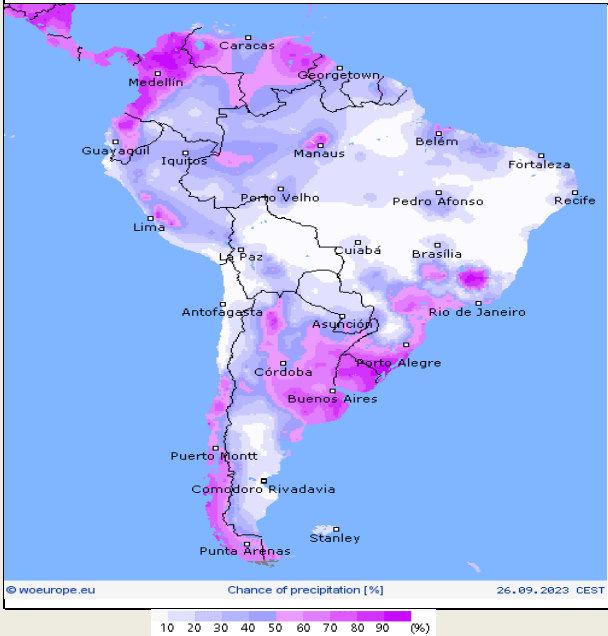 Caracas
Georgetown
Medellín
Guayaquil
Iquitos
Manaus
Belém
Fortaleza
Porto Velho
Pedro Afonso
Recife
Lima
La Paz
Cuiabá
Brasília
Antofagasta
Asunción
Rio de Janeiro
Córdoba
Porto Alegre
Buenos Aires
Puerto Montt
Comodoro Rivadavia
Stanley
Punta Arenas
© woeurope.eu Chance of precipitation [%] 26.09.2023 CEST
10 20 30 40 50 60 70 80 90 (%)